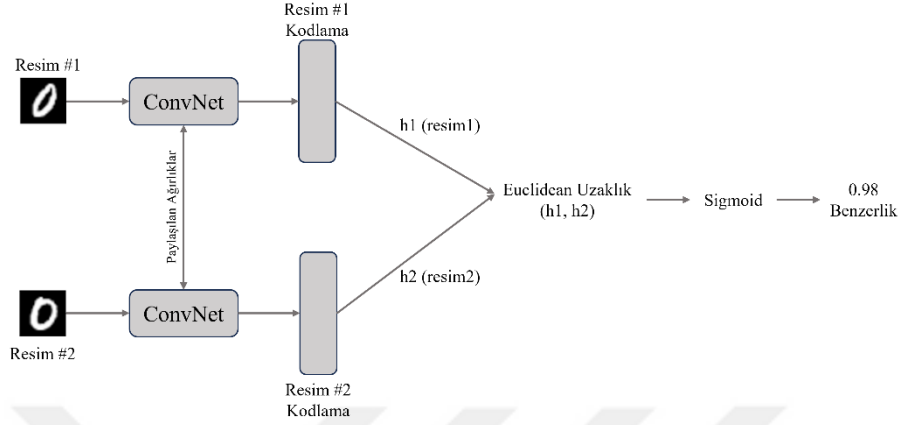 Resim #1
Kodlama
Resim #1
ConvNet
h1 (resim1)
Paylaşılan Ağırlıklar
Euclidean Uzaklık
(h1, h2)
Sigmoid
0.98
Benzerlik
h2 (resim2)
ConvNet
Resim #2
Resim #2
Kodlama